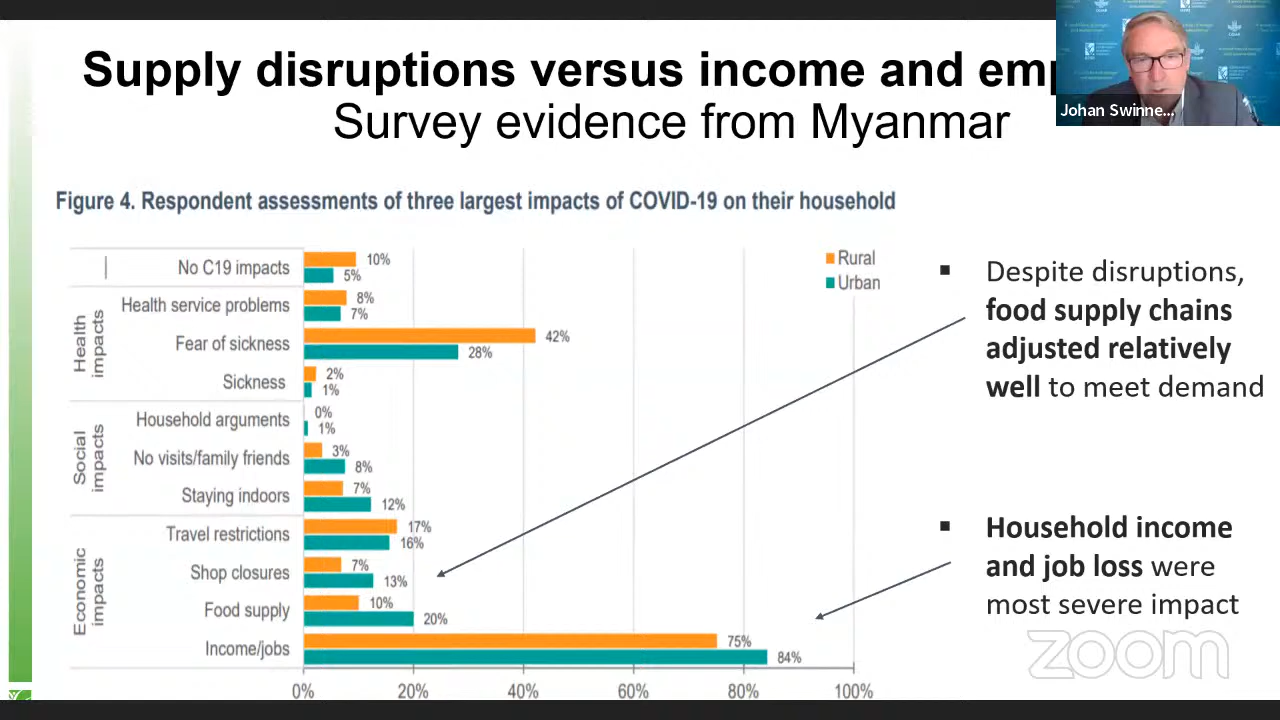 Supply disruptions versus income and emp
Survey evidence from Myanmar
Johan Swinne...
Figure 4. Respondent assessments of three largest impacts of COVID-19 on their household
Rural
Urban
No C19 impacts
10%
5%
Health impacts
Health service problems
8%
7%
Fear of sickness
42%
28%
Sickness
2%
1%
Social impacts
Household arguments
0%
1%
No visits/family friends
3%
8%
Staying indoors
7%
12%
Economic impacts
Travel restrictions
17%
16%
Shop closures
7%
13%
Food supply
10%
20%
Income/jobs
75%
84%
0% 20% 40% 60% 80% 100%
▪ Despite disruptions,
food supply chains
adjusted relatively
well to meet demand
▪ Household income
and job loss were
most severe impact
zoom